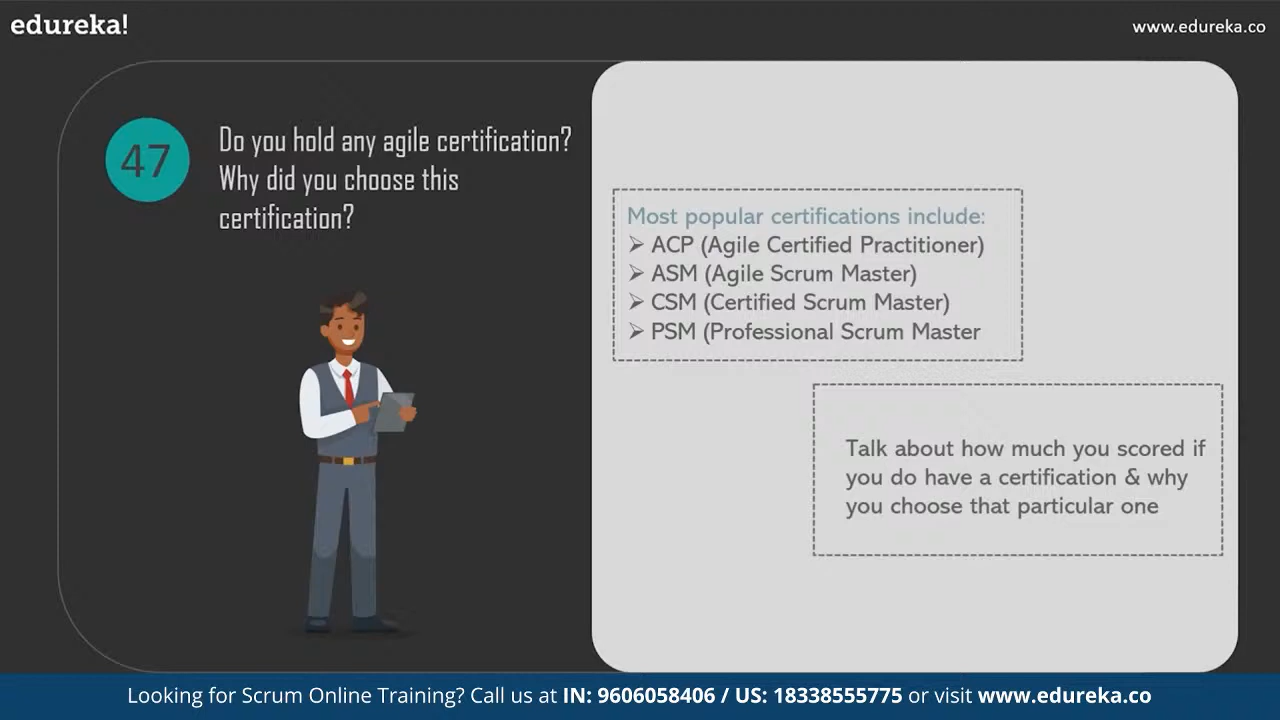 edureka!
www.edureka.co
47
Do you hold any agile certification?
Why did you choose this
certification?
Most popular certifications include:
➢ ACP (Agile Certified Practitioner)
➢ ASM (Agile Scrum Master)
➢ CSM (Certified Scrum Master)
➢ PSM (Professional Scrum Master
Talk about how much you scored if
you do have a certification & why
you choose that particular one
Looking for Scrum Online Training? Call us at IN: 9606058406 / US: 18338555775 or visit www.edureka.co